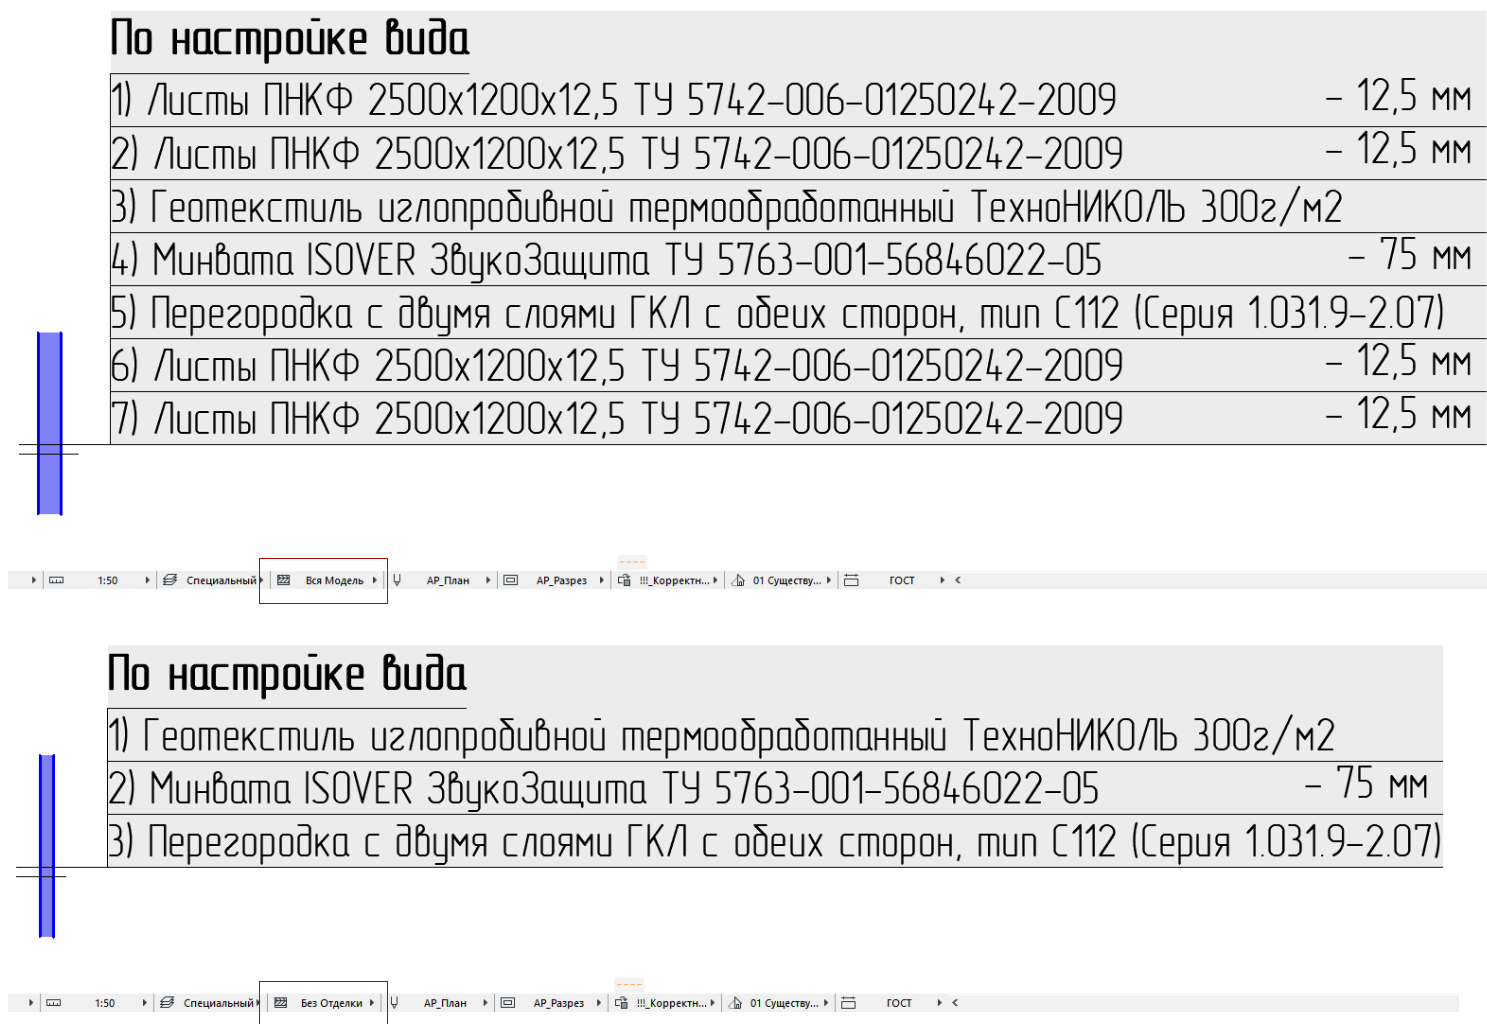 По настройке вида
1) Листы ПНКФ 2500х1200х12,5 ТУ 5742-006-01250242-2009 - 12,5 мм
2) Листы ПНКФ 2500х1200х12,5 ТУ 5742-006-01250242-2009 - 12,5 мм
3) Геотекстиль иглопробивной термообработанный ТехноНИКОЛЬ 300г/м2
4) Минвата ISOVER ЗвукоЗащита ТУ 5763-001-56846022-05 - 75 мм
5) Перегородка с двумя слоями ГКЛ с обеих сторон, тип С112 (Серия 1.031.9-2.07)
6) Листы ПНКФ 2500х1200х12,5 ТУ 5742-006-01250242-2009 - 12,5 мм
7) Листы ПНКФ 2500х1200х12,5 ТУ 5742-006-01250242-2009 - 12,5 мм
1:50 Специальный Вся Модель АР_План АР_Разрез !!!_Корректн... 01 Существу... ГОСТ
По настройке вида
1) Геотекстиль иглопробивной термообработанный ТехноНИКОЛЬ 300г/м2
2) Минвата ISOVER ЗвукоЗащита ТУ 5763-001-56846022-05 - 75 мм
3) Перегородка с двумя слоями ГКЛ с обеих сторон, тип С112 (Серия 1.031.9-2.07)
1:50 Специальный Без Отделки АР_План АР_Разрез !!!_Корректн... 01 Существу... ГОСТ